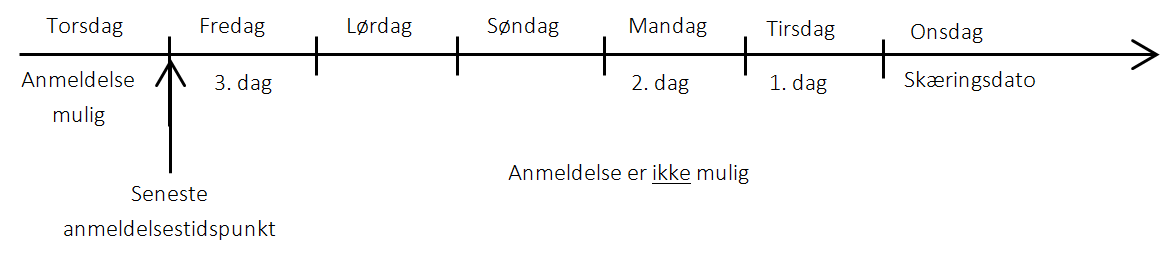 Torsdag Fredag Lørdag Søndag Mandag Tirsdag Onsdag
Anmeldelse
mulig
3. dag 2. dag 1. dag Skæringsdato
Anmeldelse er ikke mulig
Seneste
anmeldelsestidspunkt